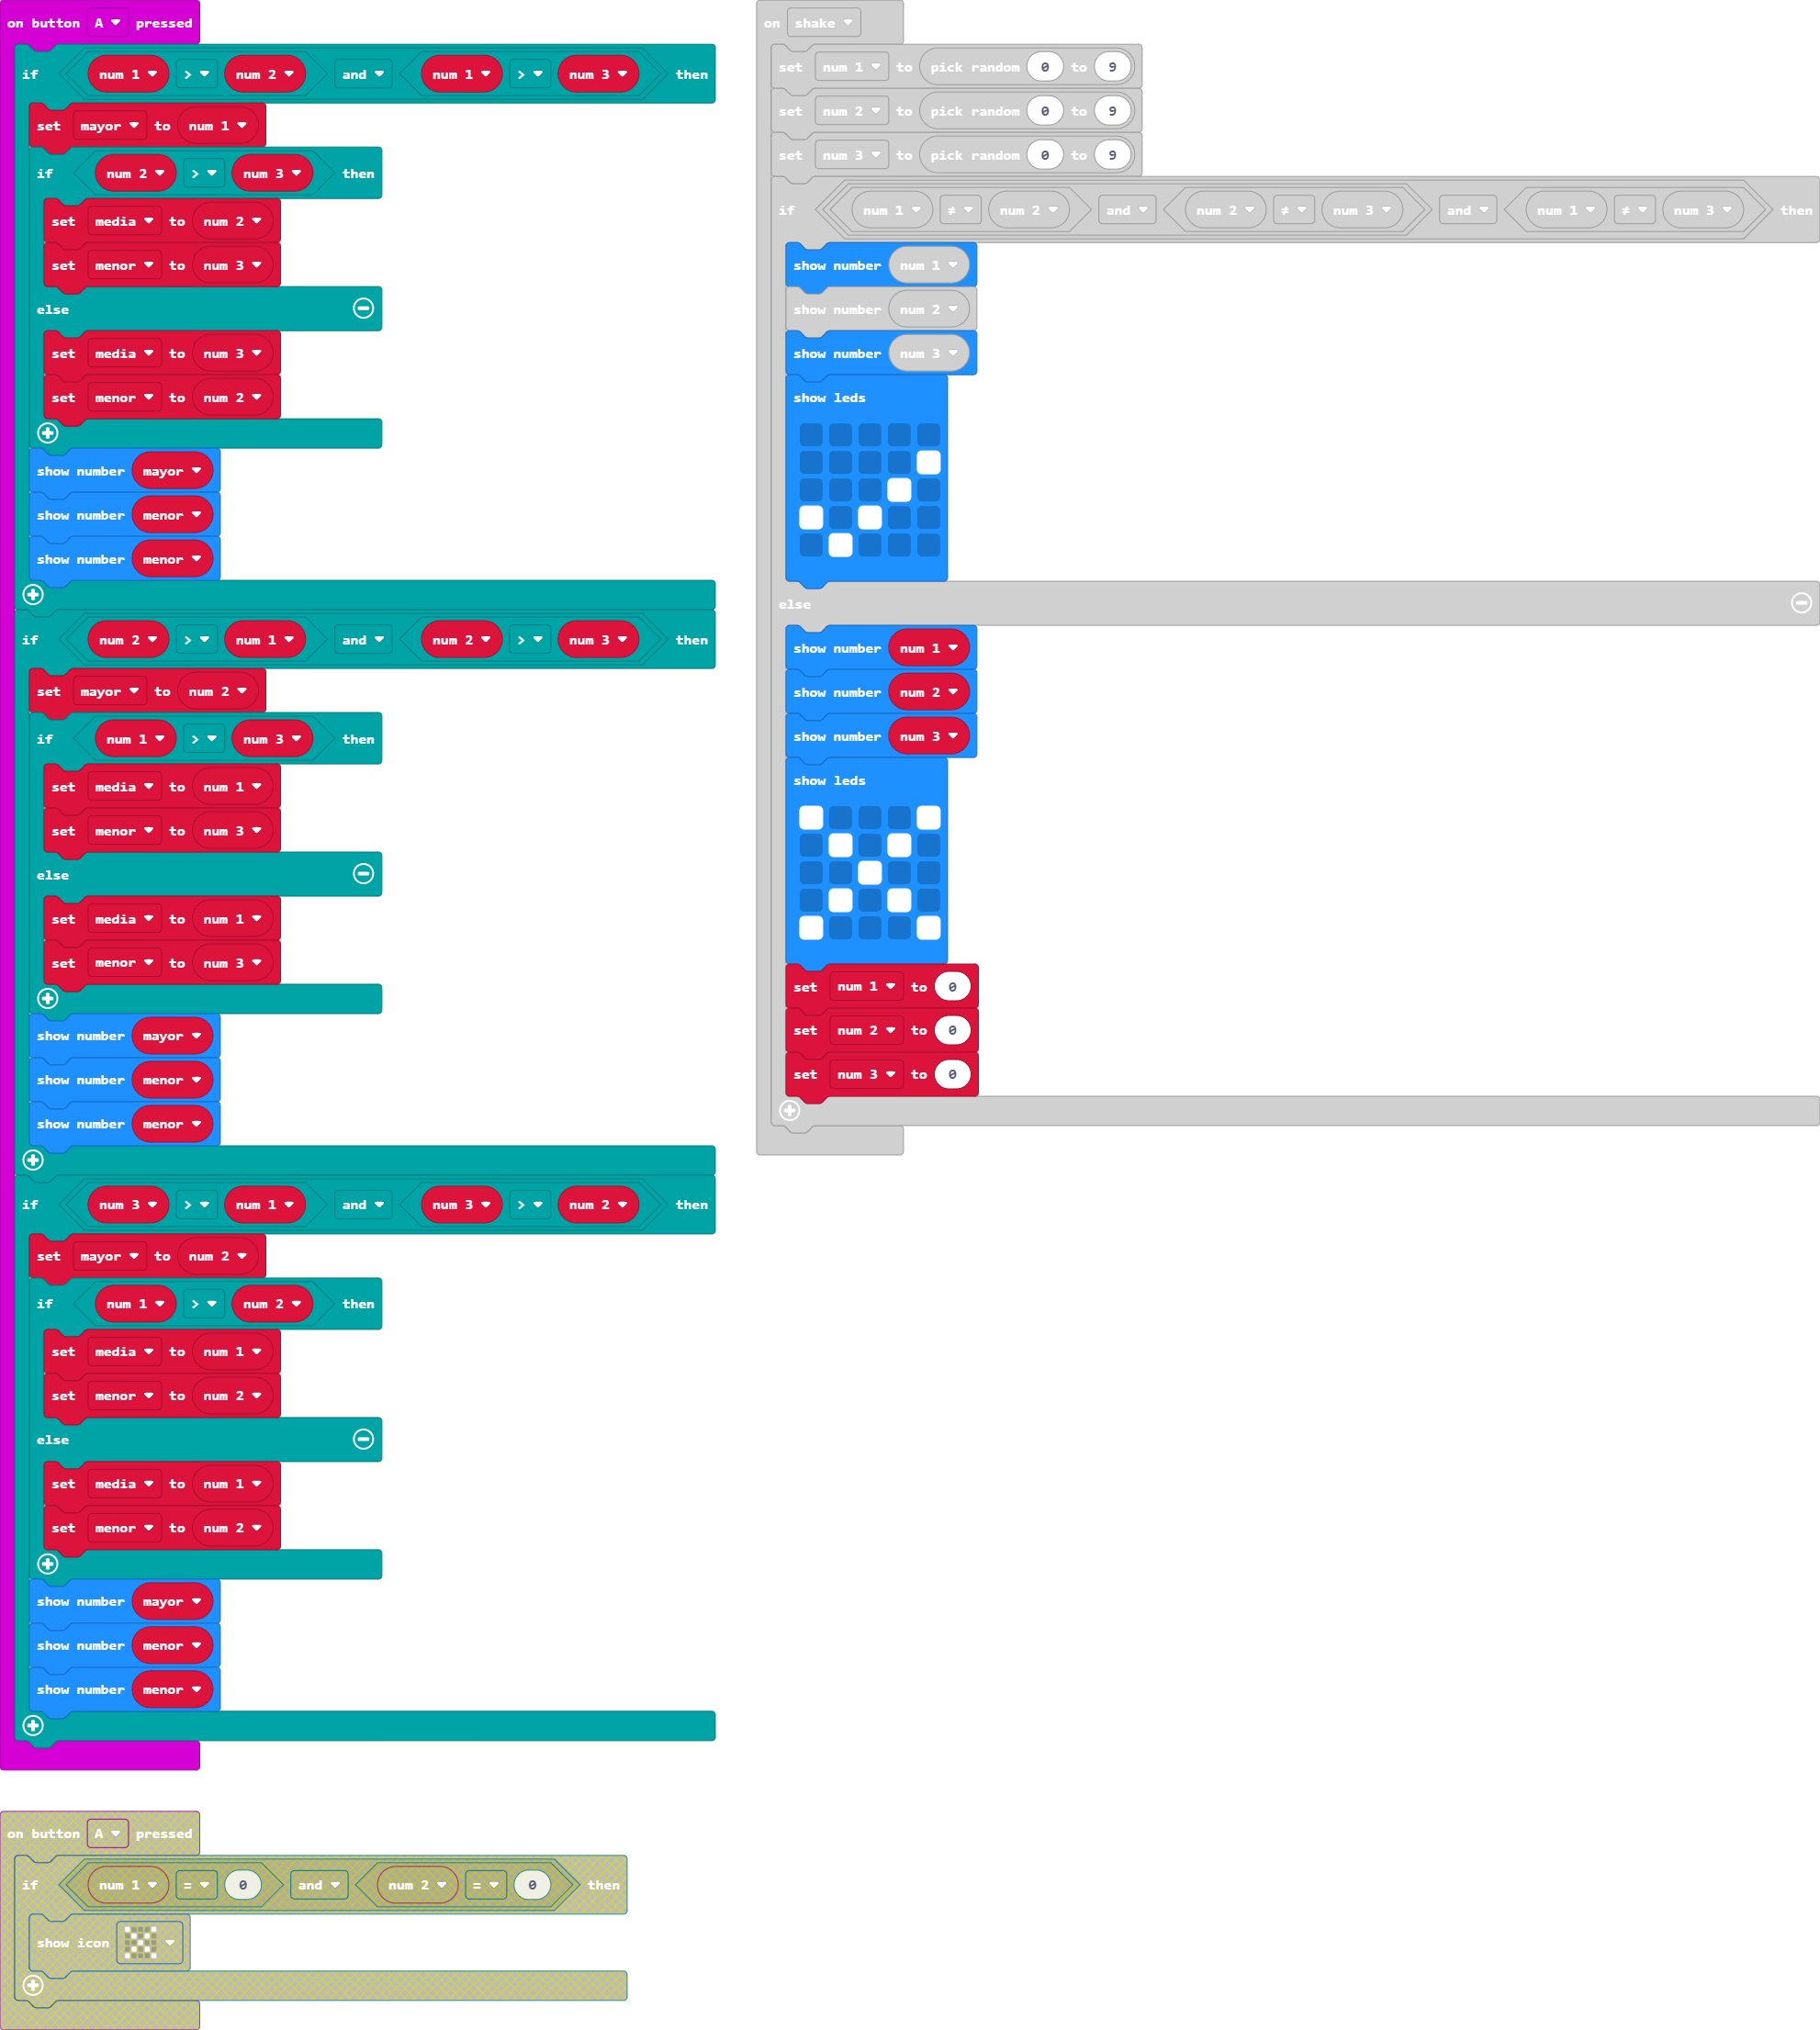 on button A pressed
if num 1 > num 2 and num 1 > num 3 then
set mayor to num 1
if num 2 > num 3 then
set media to num 2
set menor to num 3
else
set media to num 3
set menor to num 2
show number mayor
show number menor
show number menor
if num 2 > num 1 and num 2 > num 3 then
set mayor to num 2
if num 1 > num 3 then
set media to num 1
set menor to num 3
else
set media to num 1
set menor to num 3
show number mayor
show number menor
show number menor
if num 3 > num 1 and num 3 > num 2 then
set mayor to num 2
if num 1 > num 2 then
set media to num 1
set menor to num 2
else
set media to num 1
set menor to num 2
show number mayor
show number menor
show number menor
on button A pressed
if num 1 = 0 and num 2 = 0 then
show icon
on shake
set num 1 to pick random 0 to 9
set num 2 to pick random 0 to 9
set num 3 to pick random 0 to 9
if num 1 ≠ num 2 and num 2 ≠ num 3 and num 1 ≠ num 3 then
show number num 1
show number num 2
show number num 3
show leds
else
show number num 1
show number num 2
show number num 3
show leds
set num 1 to 0
set num 2 to 0
set num 3 to 0